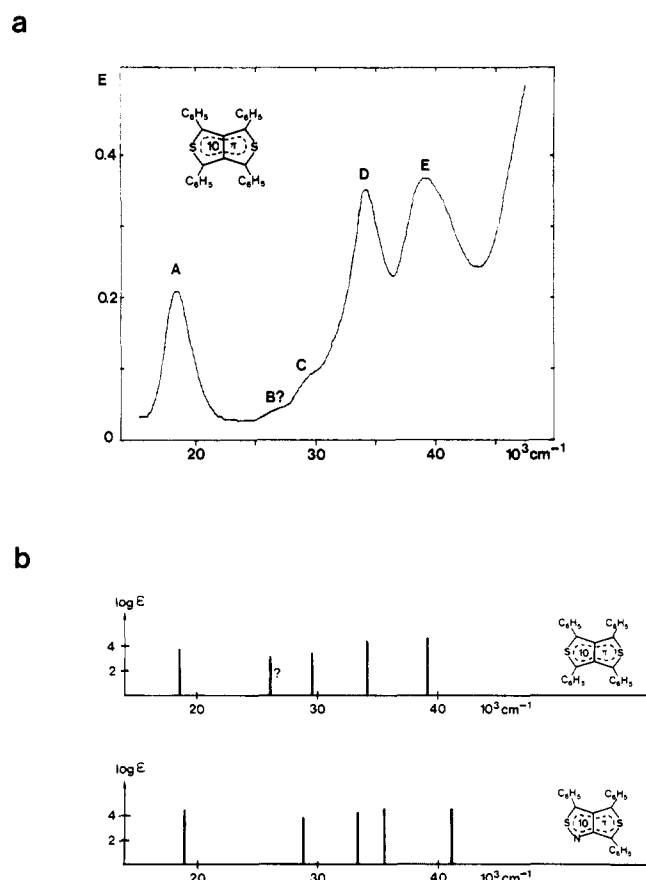 a
E
C₆H₅ C₆H₅
S 10 π S
C₆H₅ C₆H₅
0.4
0.2
0
A
B?
C
D
E
20 30 40 10³cm⁻¹
b
log ε
4
2
?
20 30 40 10³cm⁻¹
C₆H₅ C₆H₅
S 10 π S
C₆H₅ C₆H₅
log ε
4
2
20 30 40 10³cm⁻¹
C₆H₅ C₆H₅
S 10 π S
N
C₆H₅